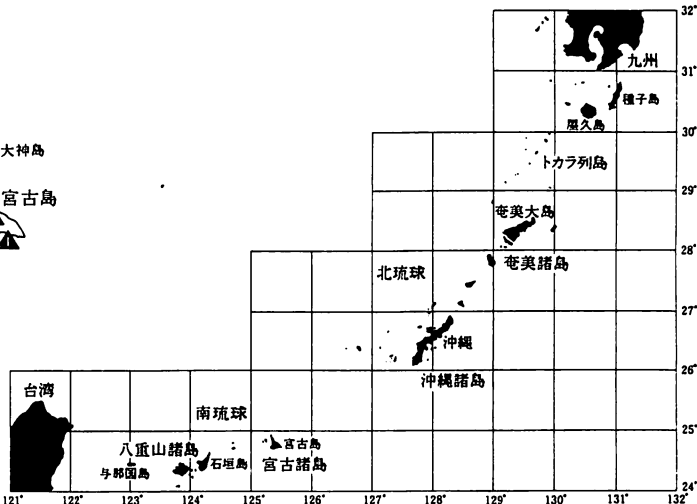 32°
九州
31°
種子島
屋久島
30°
大神島
トカラ列島
29°
宮古島
奄美大島
28°
奄美諸島
北琉球
27°
沖縄
26°
沖縄諸島
台湾
南琉球
25°
八重山諸島
宮古島
与那国島
石垣島
宮古諸島
24°
121°
122°
123°
124°
125°
126°
127°
128°
129°
130°
131°
132°